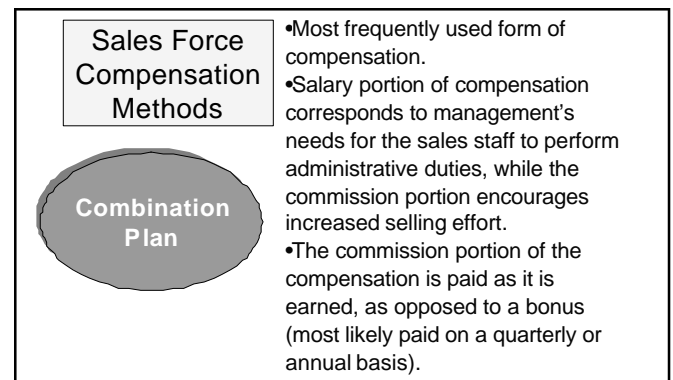 Sales Force
Compensation
Methods
Combination
Plan
•Most frequently used form of
compensation.
•Salary portion of compensation
corresponds to management's
needs for the sales staff to perform
administrative duties, while the
commission portion encourages
increased selling effort.
•The commission portion of the
compensation is paid as it is
earned, as opposed to a bonus
(most likely paid on a quarterly or
annual basis).